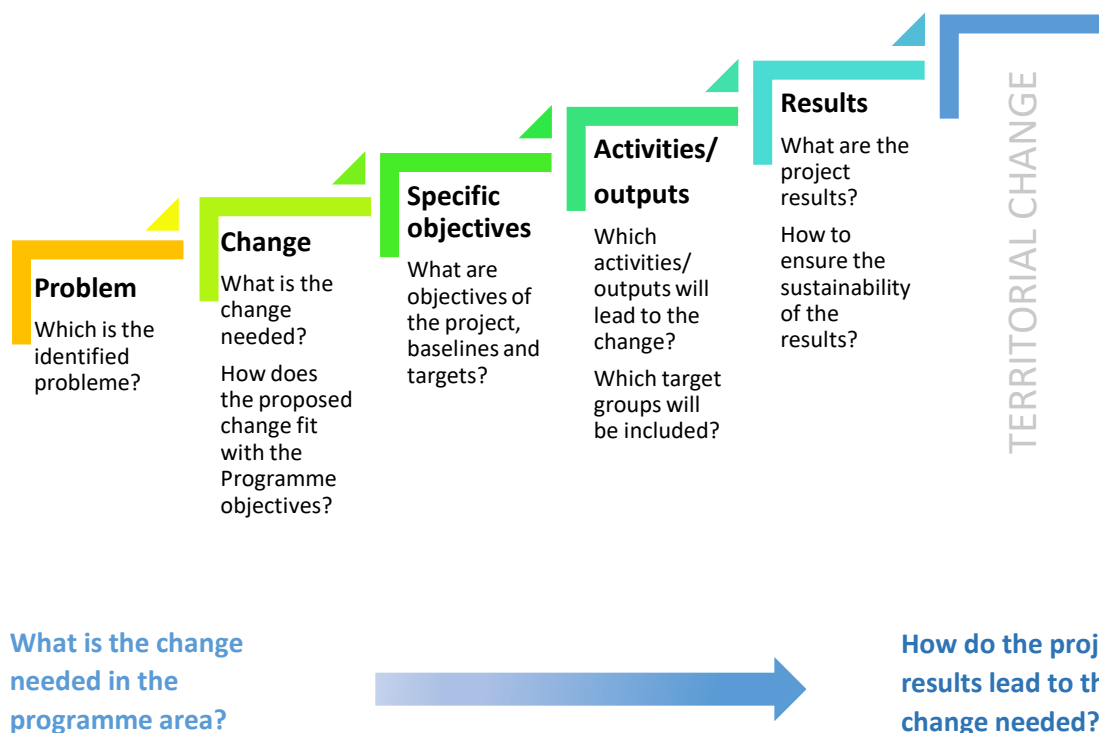 Problem
Which is the
identified
probleme?
Change
What is the
change
needed?
How does
the proposed
change fit
with the
Programme
objectives?
Specific
objectives
What are
objectives of
the project,
baselines and
targets?
Activities/
outputs
Which
activities/
outputs will
lead to the
change?
Which target
groups will
be included?
Results
What are the
project
results?
How to
ensure the
sustainability
of the
results?
TERRITORIAL CHANGE
What is the change
needed in the
programme area?
How do the proj
results lead to th
change needed?